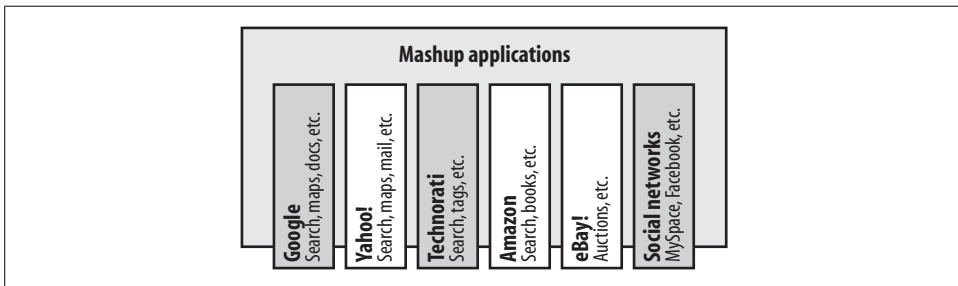 Mashup applications
Google
Search, maps, docs, etc.
Yahoo!
Search, maps, mail, etc.
Technorati
Search, tags, etc.
Amazon
Search, books, etc.
eBay!
Auctions, etc.
Social networks
MySpace, Facebook, etc.